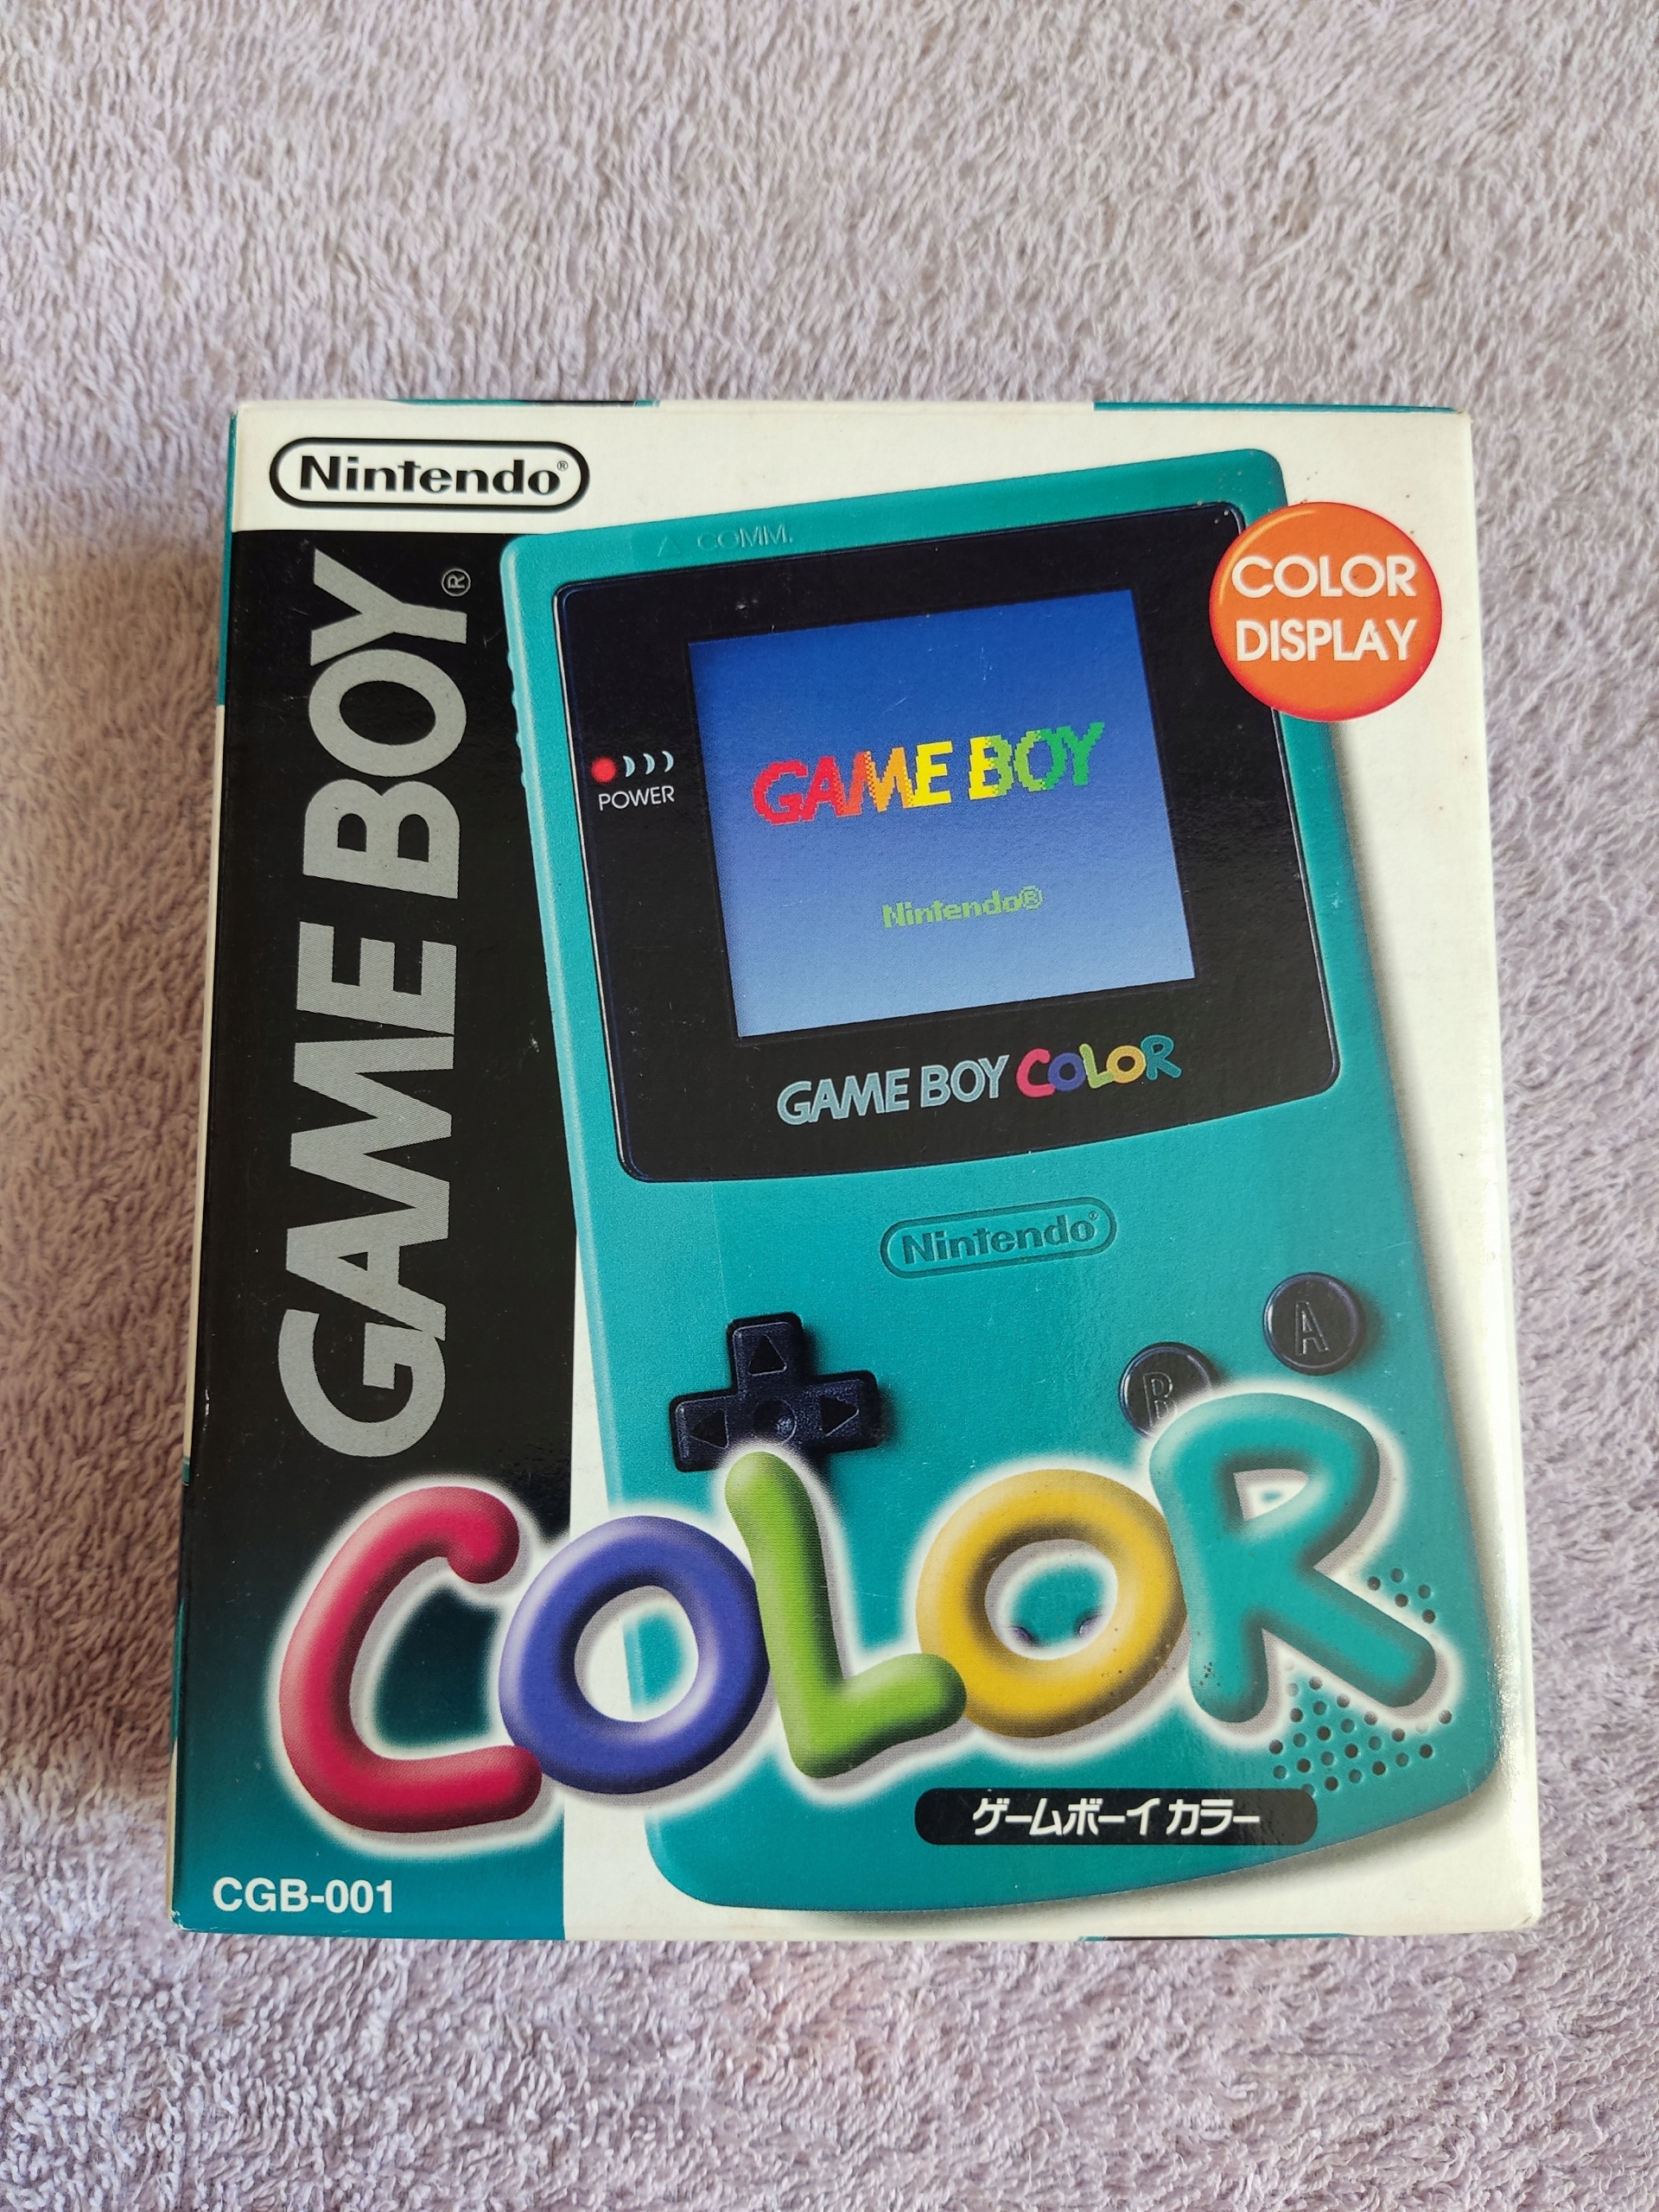 Nintendo®
GAME BOY®
COMM.
COLOR
DISPLAY
POWER
GAME BOY
Nintendo®
GAME BOY COLOR
Nintendo®
A
B
COLOR
ゲームボーイ カラー
CGB-001